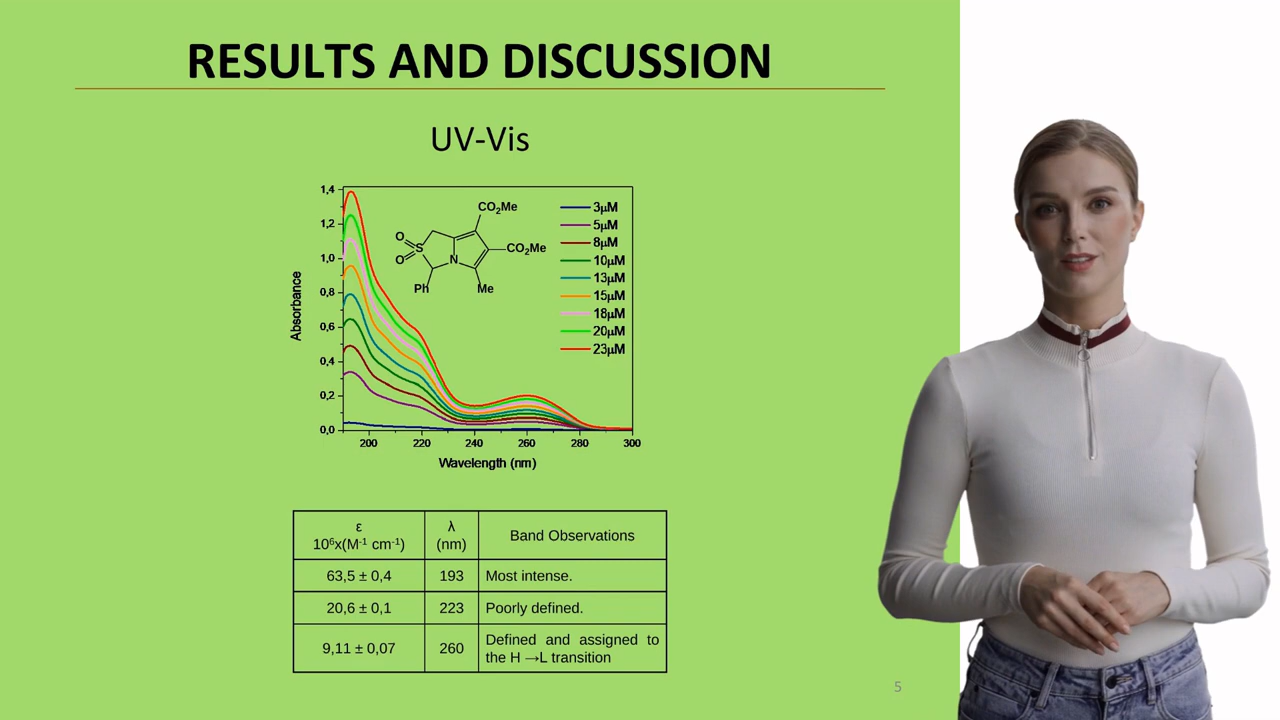 RESULTS AND DISCUSSION
UV-Vis
1,4
1,2
1,0
0,8
0,6
0,4
0,2
0,0
Absorbance
200
220
240
260
280
300
Wavelength (nm)
CO₂Me
CO₂Me
O
O
S
N
Ph
Me
3µM
5µM
8µM
10µM
13µM
15µM
18µM
20µM
23µM
ε
10⁶x(M⁻¹ cm⁻¹)
λ
(nm)
Band Observations
63,5 ± 0,4
193
Most intense.
20,6 ± 0,1
223
Poorly defined.
9,11 ± 0,07
260
Defined and assigned to
the H →L transition
5